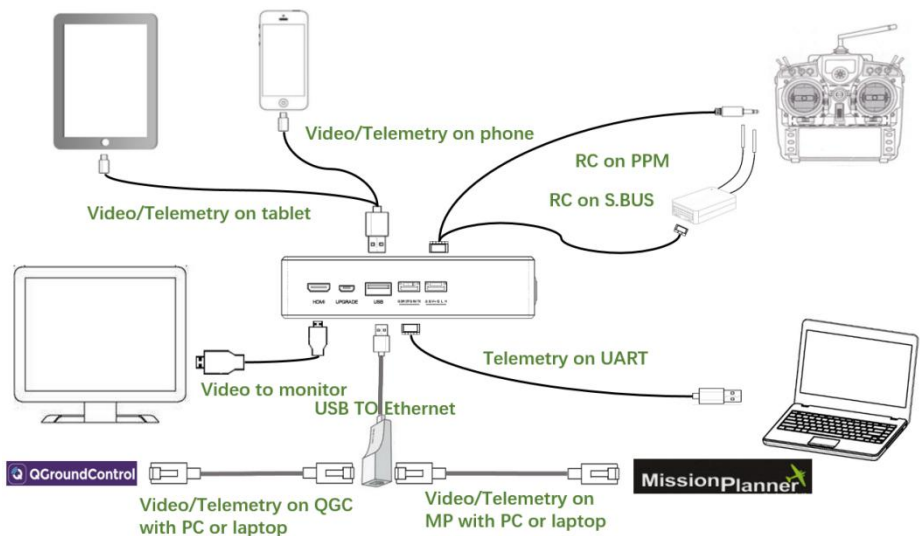 Video/Telemetry on phone
RC on PPM
RC on S.BUS
Video/Telemetry on tablet
HDMI UPGRADE USB
Telemetry on UART
Video to monitor
USB TO Ethernet
QGroundControl
MissionPlanner
Video/Telemetry on QGC
with PC or laptop
Video/Telemetry on
MP with PC or laptop